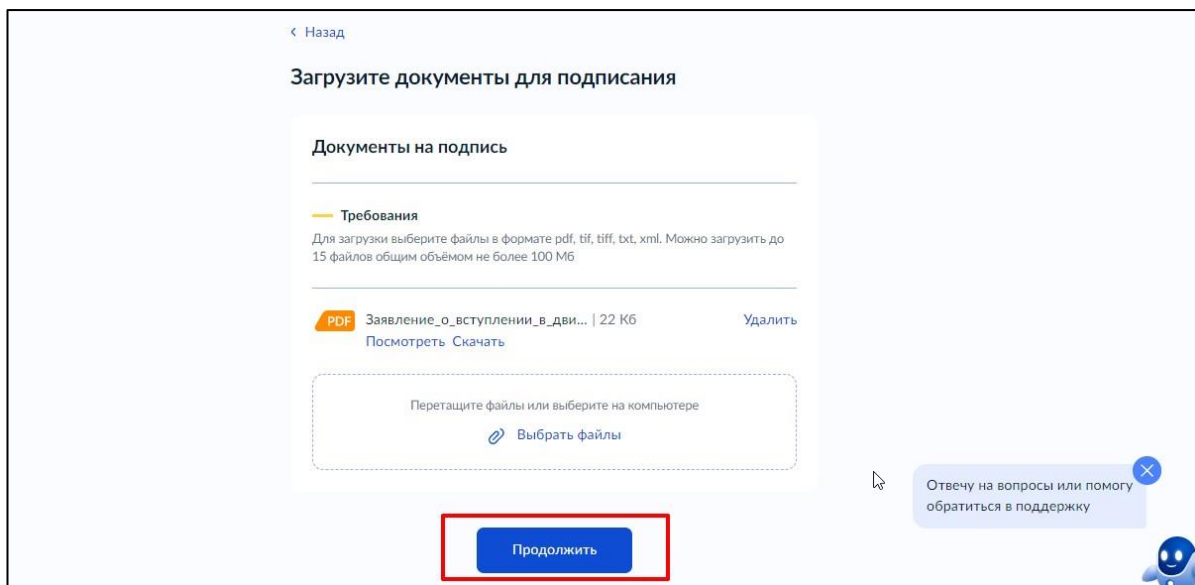 Назад
Загрузите документы для подписания
Документы на подпись
Требования
Для загрузки выберите файлы в формате pdf, tif, tiff, txt, xml. Можно загрузить до
15 файлов общим объёмом не более 100 Мб
PDF Заявление_о_вступлении_в_дви... | 22 Кб Удалить
Посмотреть Скачать
Перетащите файлы или выберите на компьютере
Выбрать файлы
Отвечу на вопросы или помогу
обратиться в поддержку
Продолжить